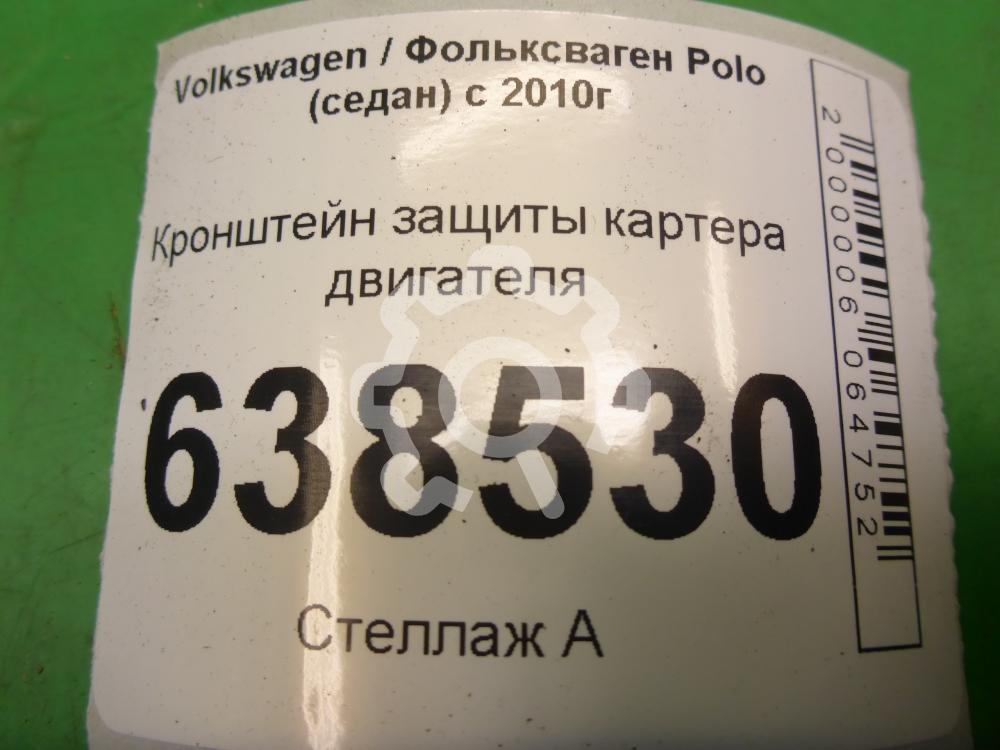 Volkswagen / Фольксваген Polo
(седан) с 2010г
Кронштейн защиты картера
двигателя
638530
Стеллаж А
2000006064752